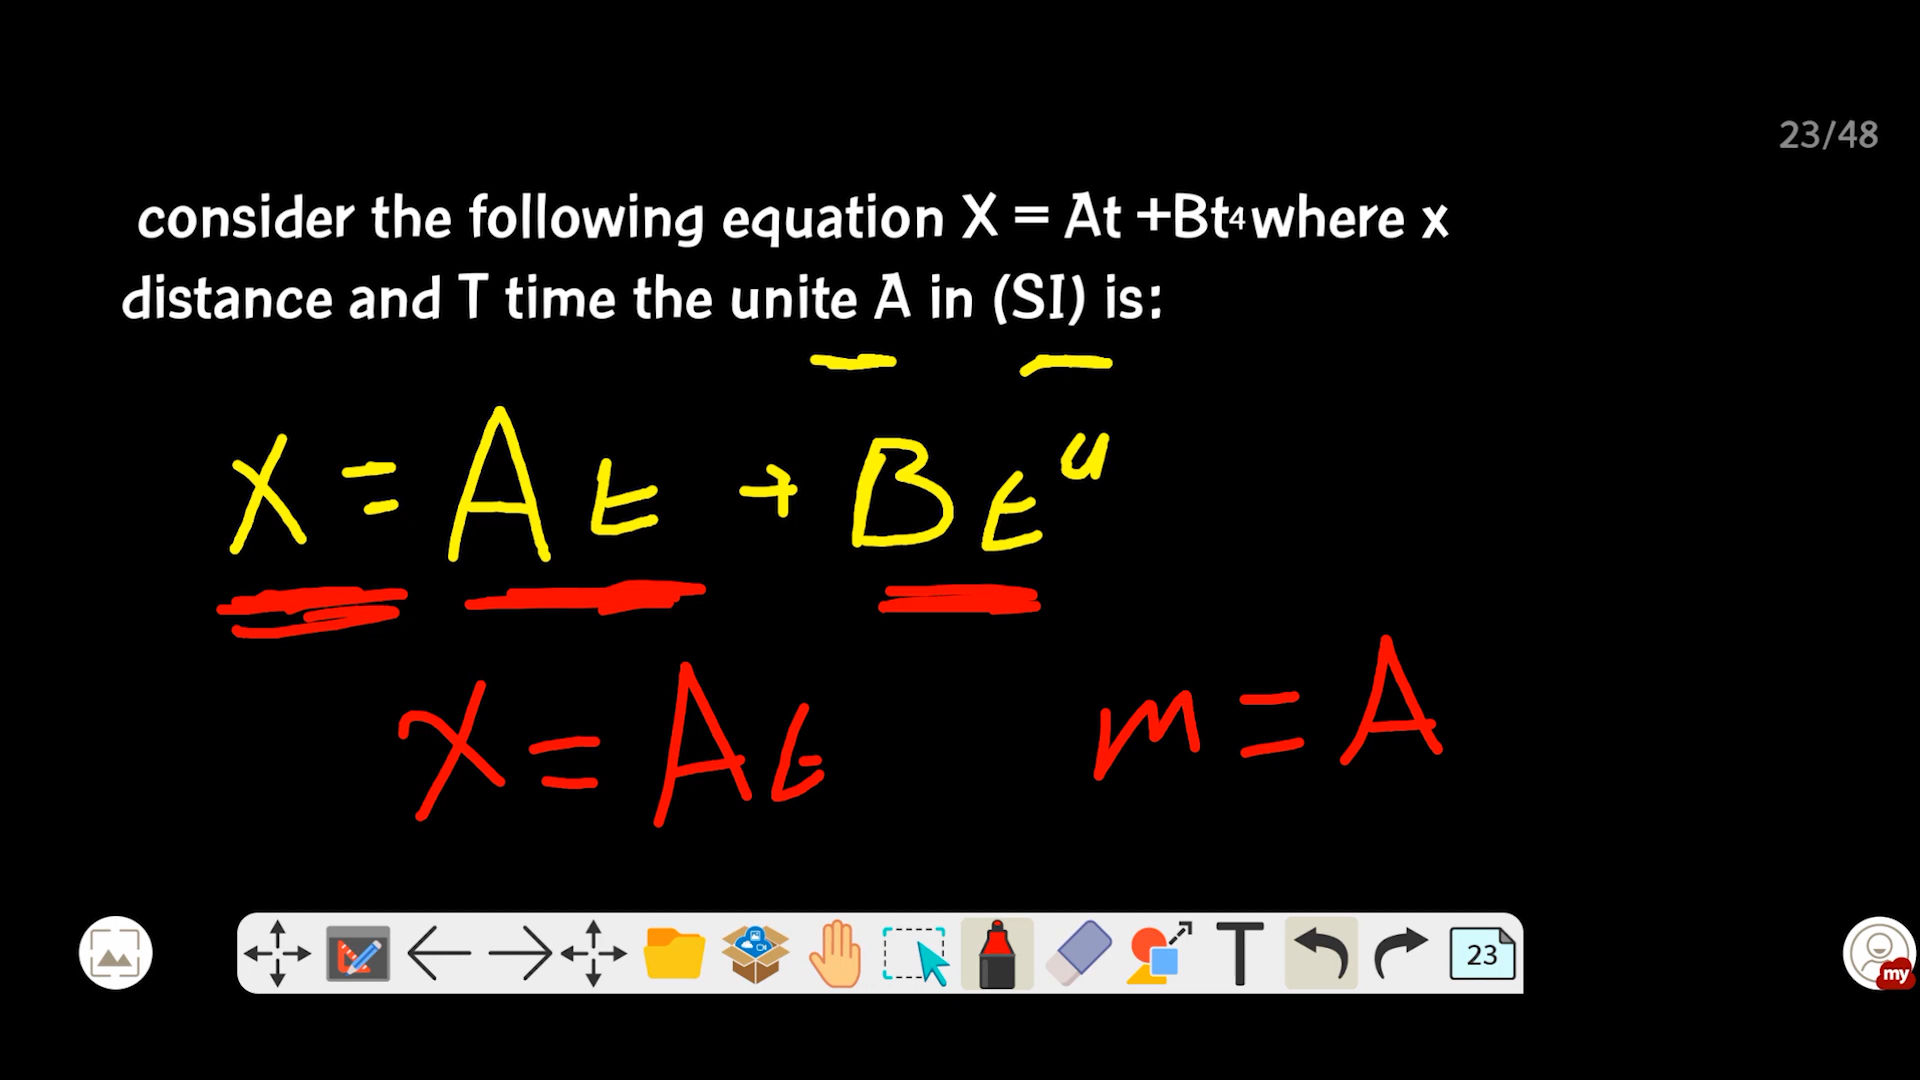 23/48
consider the following equation X = At +Bt4 where x
distance and T time the unite A in (SI) is:
X = At + Bt4
x = At
m = A
23
my